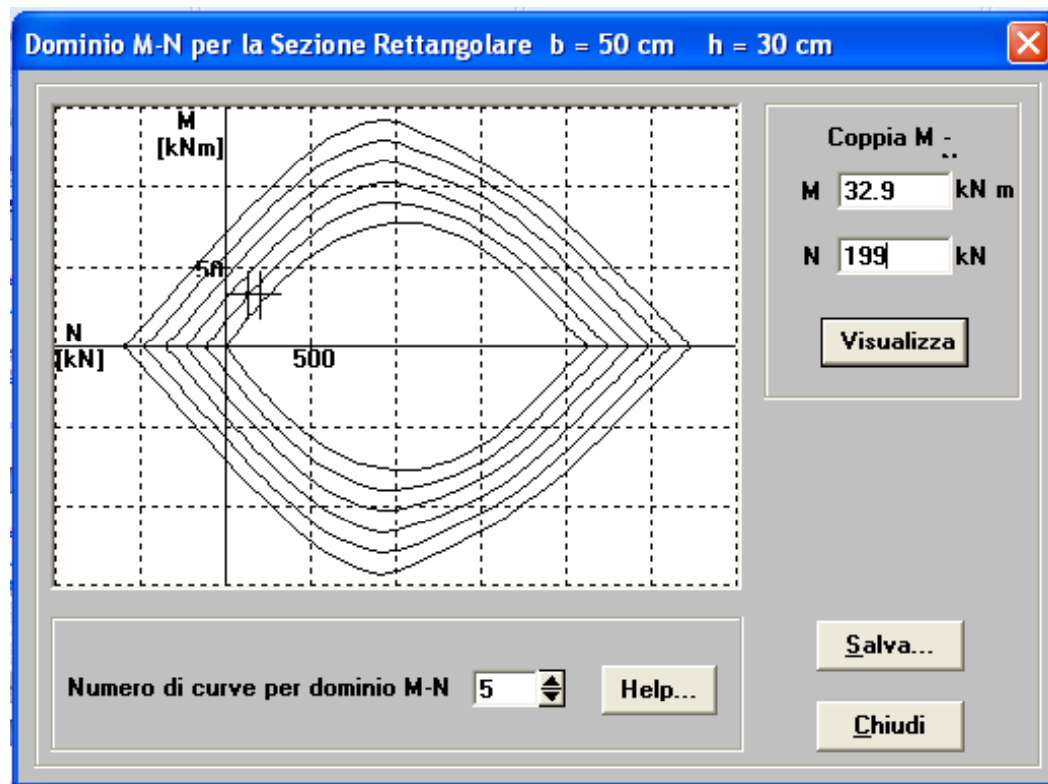 Dominio M-N per la Sezione Rettangolare b = 50 cm h = 30 cm
M
[kNm]
50
N
[kN]
500
Coppia M -
M 32.9 kN m
N 199 kN
Visualizza
Numero di curve per dominio M-N 5
Help...
Salva...
Chiudi